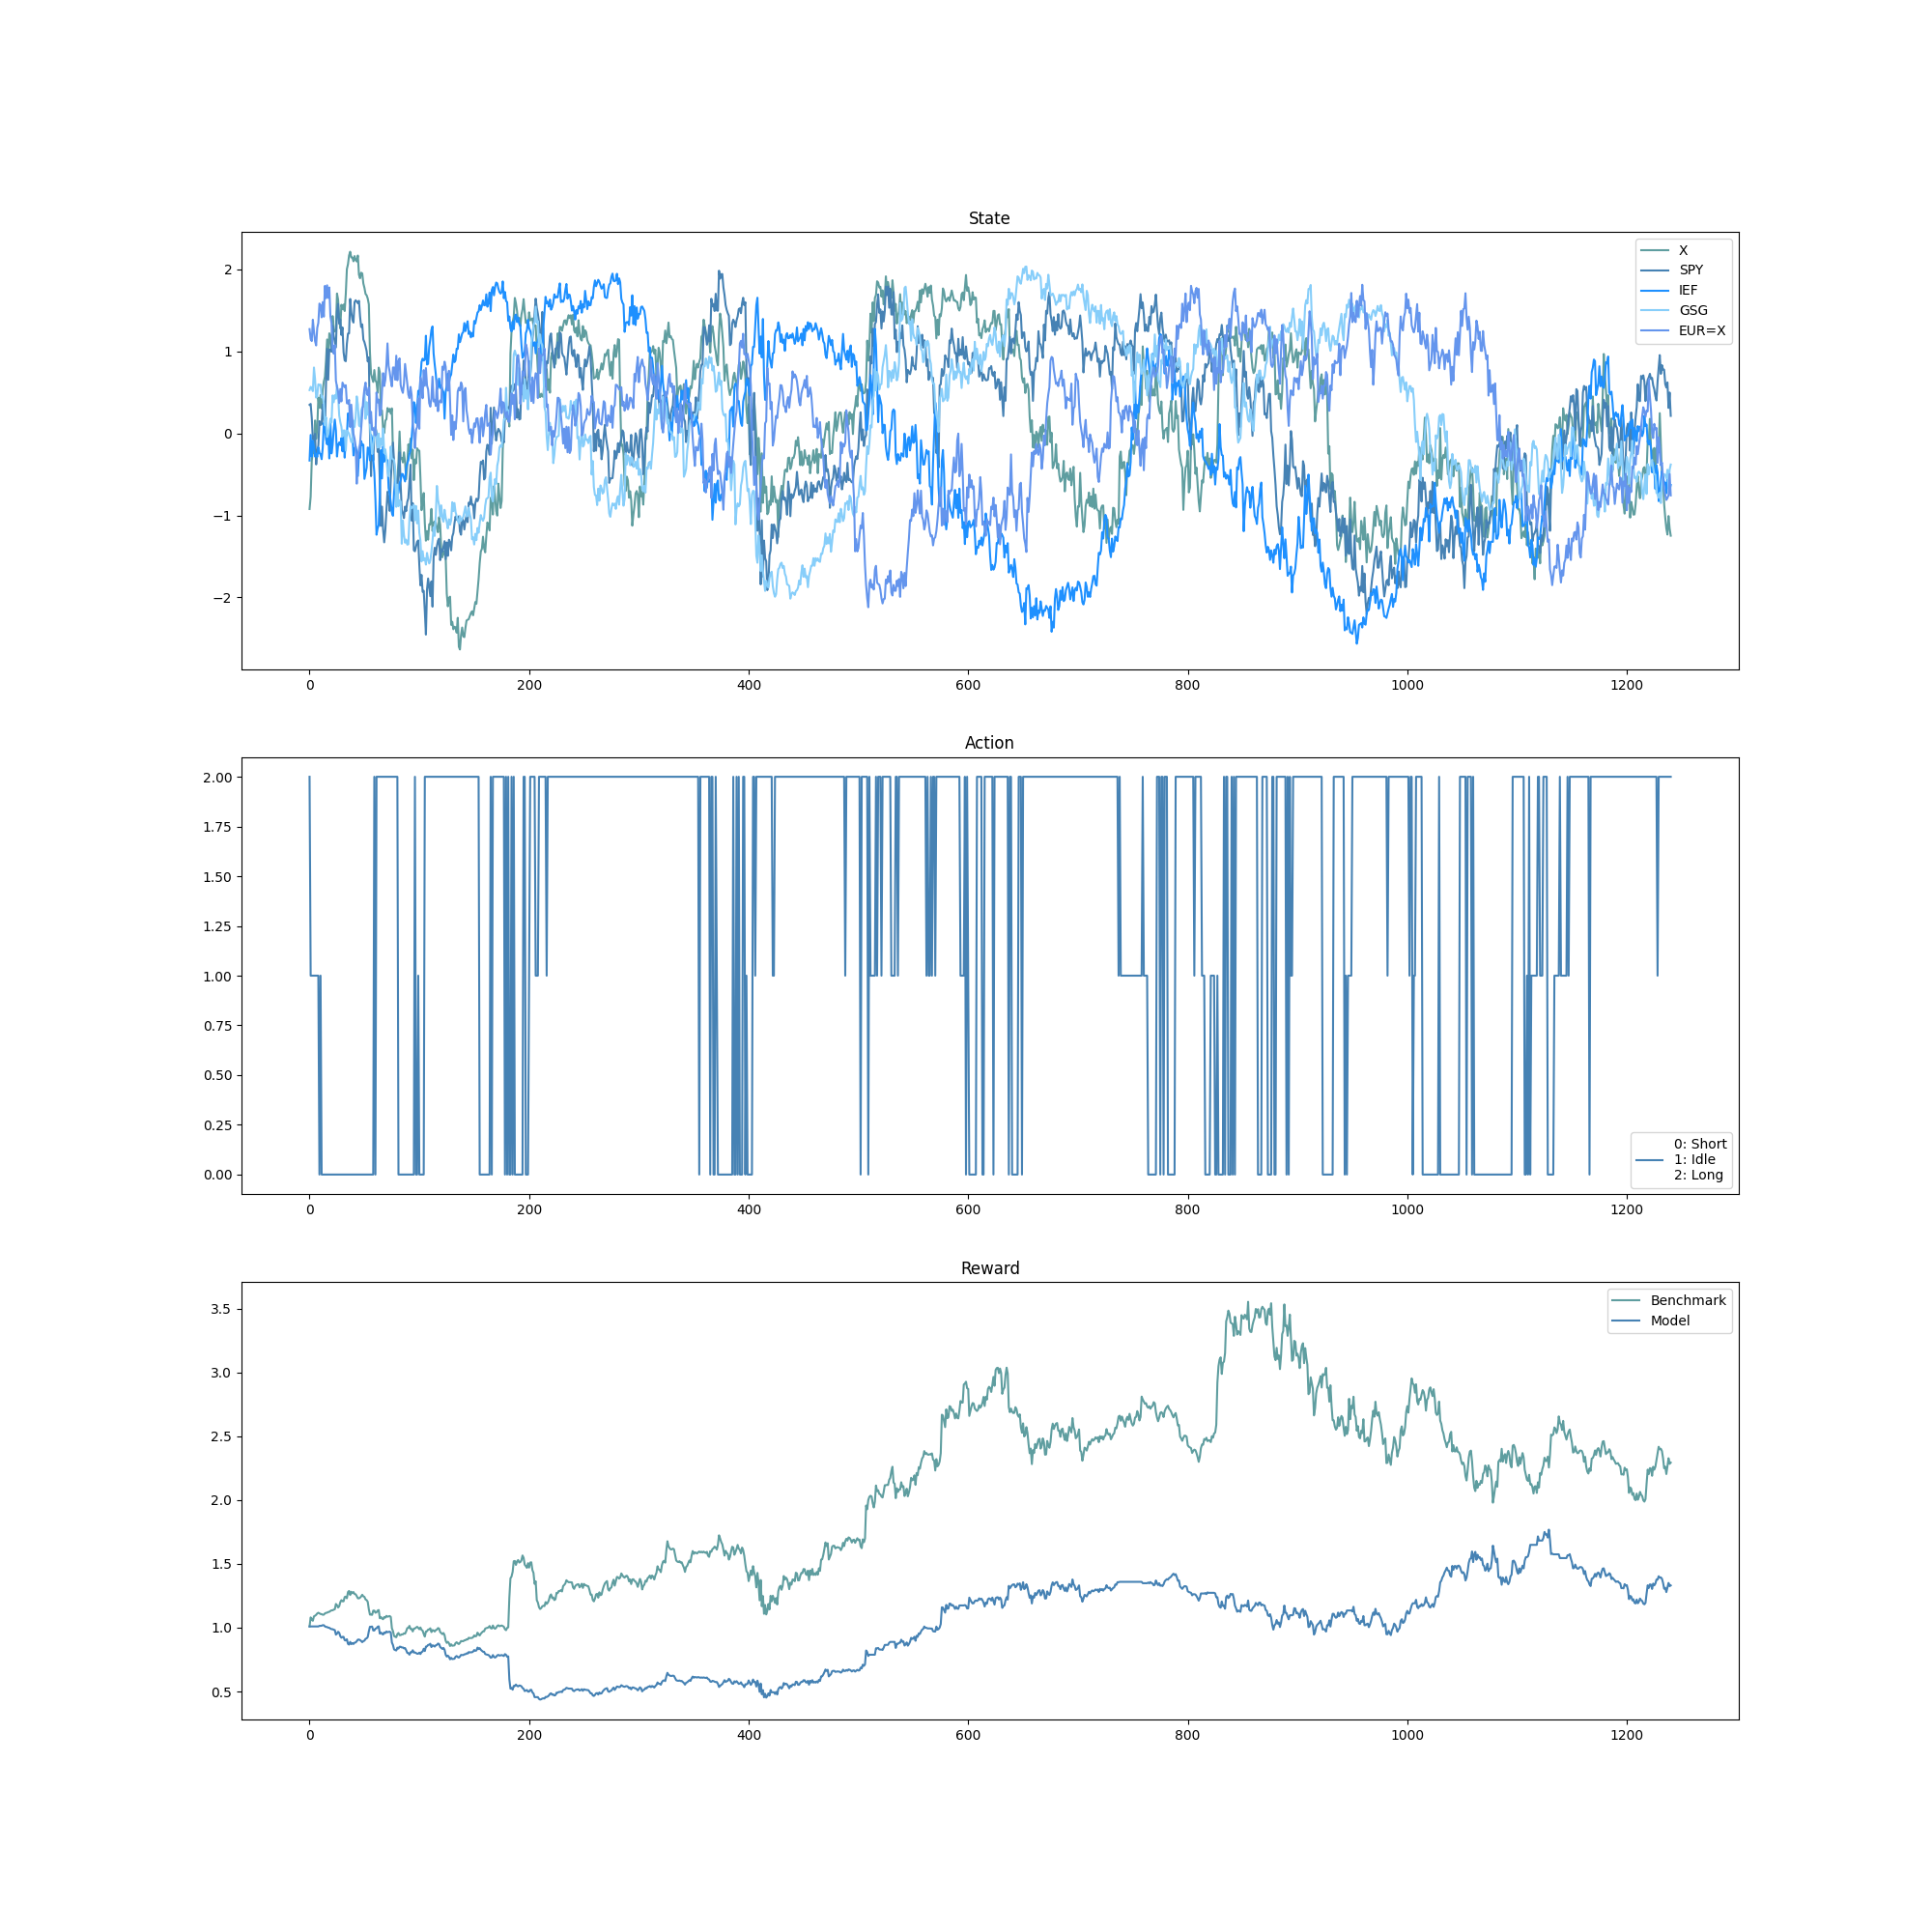 State
2
1
0
−1
−2
X
SPY
IEF
GSG
EUR=X
0 200 400 600 800 1000 1200
Action
2.00
1.75
1.50
1.25
1.00
0.75
0.50
0.25
0.00
0: Short
1: Idle
2: Long
0 200 400 600 800 1000 1200
Reward
3.5
3.0
2.5
2.0
1.5
1.0
0.5
Benchmark
Model
0 200 400 600 800 1000 1200